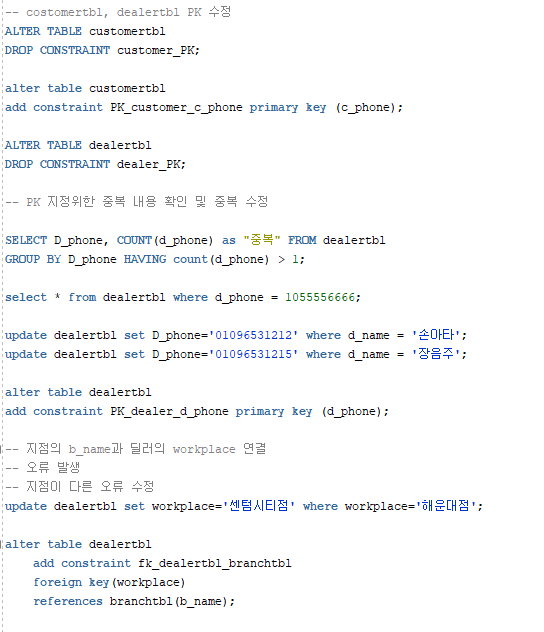 -- costomertbl, dealertbl PK 수정
ALTER TABLE customertbl
DROP CONSTRAINT customer_PK;
alter table customertbl
add constraint PK_customer_c_phone primary key (c_phone);
ALTER TABLE dealertbl
DROP CONSTRAINT dealer_PK;
-- PK 지정위한 중복 내용 확인 및 중복 수정
SELECT D_phone, COUNT(d_phone) as "중복" FROM dealertbl
GROUP BY D_phone HAVING count(d_phone) > 1;
select * from dealertbl where d_phone = 1055556666;
update dealertbl set D_phone='01096531212' where d_name = '손아타';
update dealertbl set D_phone='01096531215' where d_name = '장음주';
alter table dealertbl
add constraint PK_dealer_d_phone primary key (d_phone);
-- 지점의 b_name과 딜러의 workplace 연결
-- 오류 발생
-- 지점이 다른 오류 수정
update dealertbl set workplace='센텀시티점' where workplace='해운대점';
alter table dealertbl
add constraint fk_dealertbl_branchtbl
foreign key(workplace)
references branchtbl(b_name);